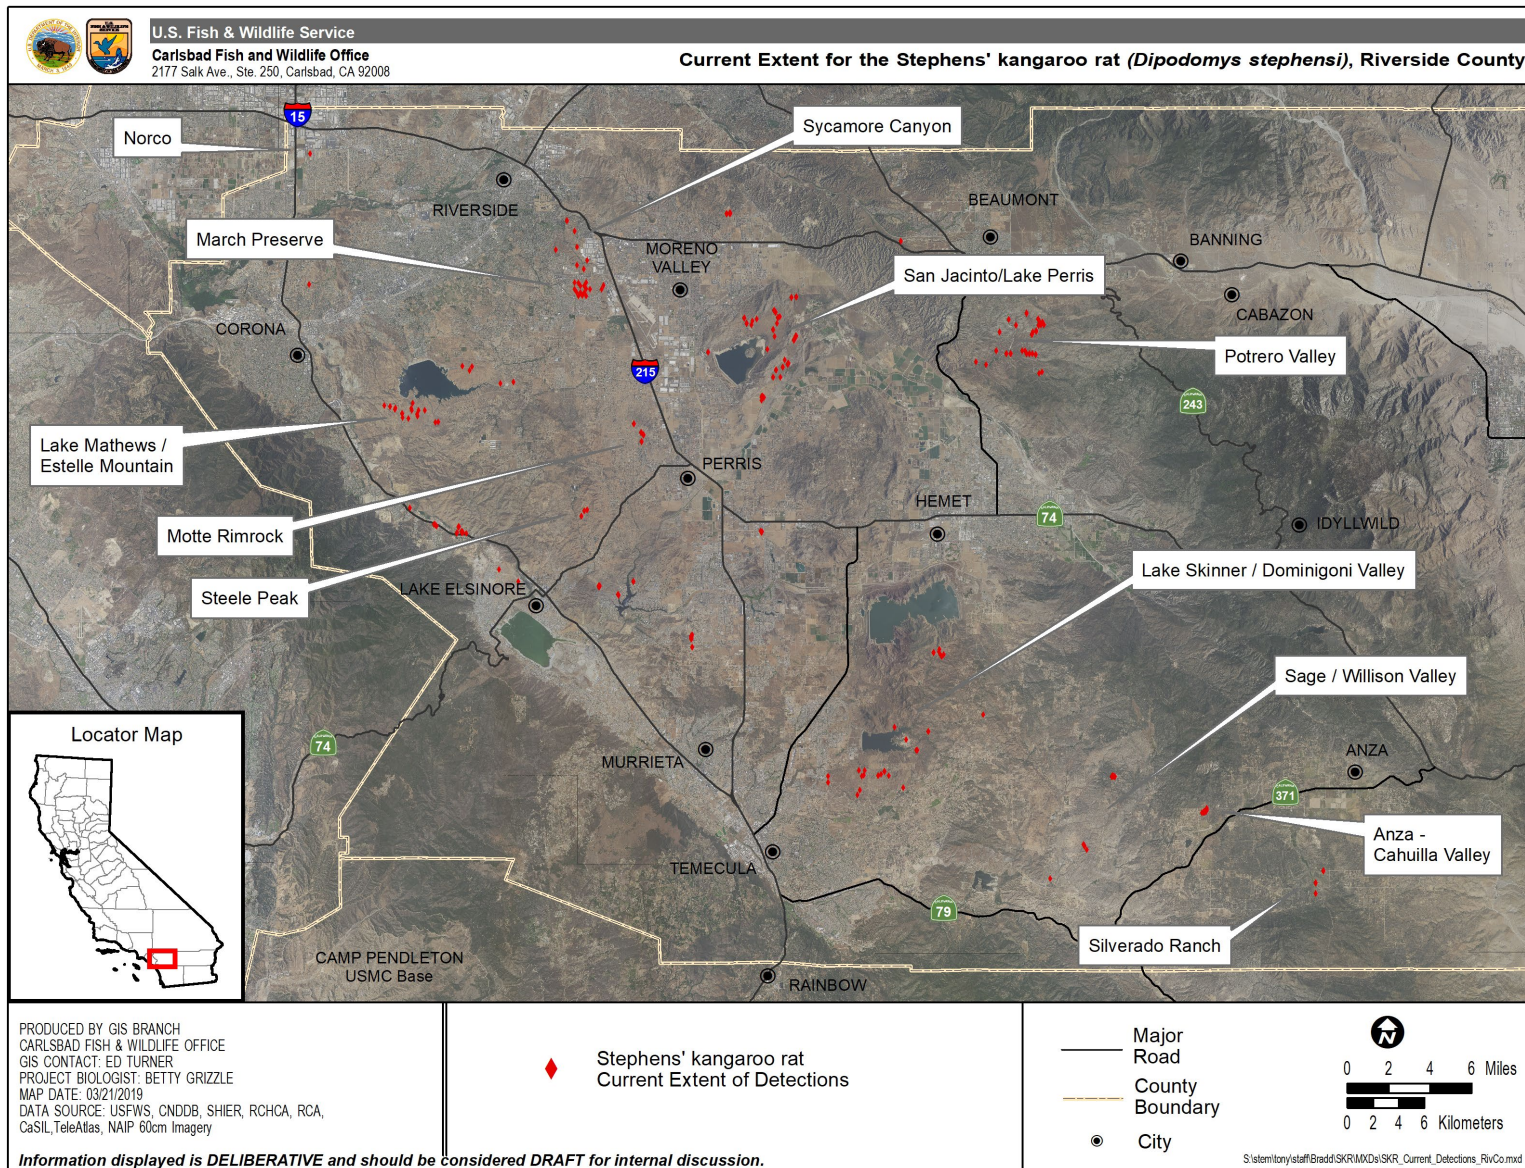 U.S. Fish & Wildlife Service
Carlsbad Fish and Wildlife Office
2177 Salk Ave., Ste. 250, Carlsbad, CA 92008
Current Extent for the Stephens' kangaroo rat (Dipodomys stephensi), Riverside County
15
Norco
Sycamore Canyon
RIVERSIDE
BEAUMONT
March Preserve
MORENO
VALLEY
BANNING
San Jacinto/Lake Perris
CABAZON
CORONA
Potrero Valley
215
243
Lake Mathews /
Estelle Mountain
PERRIS
HEMET
Motte Rimrock
74
IDYLLWILD
Lake Skinner / Dominigoni Valley
Steele Peak
LAKE ELSINORE
Sage / Willison Valley
Locator Map
74
MURRIETA
ANZA
371
Anza -
Cahuilla Valley
TEMECULA
79
Silverado Ranch
CAMP PENDLETON
USMC Base
RAINBOW
PRODUCED BY GIS BRANCH
CARLSBAD FISH & WILDLIFE OFFICE
GIS CONTACT: ED TURNER
PROJECT BIOLOGIST: BETTY GRIZZLE
MAP DATE: 03/21/2019
DATA SOURCE: USFWS, CNDDB, SHIER, RCHCA, RCA,
CaSIL,TeleAtlas, NAIP 60cm Imagery
Information displayed is DELIBERATIVE and should be considered DRAFT for internal discussion.
Stephens' kangaroo rat
Current Extent of Detections
Major
Road
County
Boundary
City
N
0 2 4 6 Miles
0 2 4 6 Kilometers
S:\stem\tony\staff\Bradd\SKR\MXDs\SKR_Current_Detections_RivCo.mxd